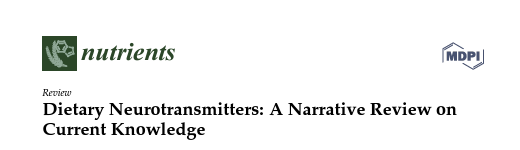 nutrients
MDPI
Review
Dietary Neurotransmitters: A Narrative Review on
Current Knowledge